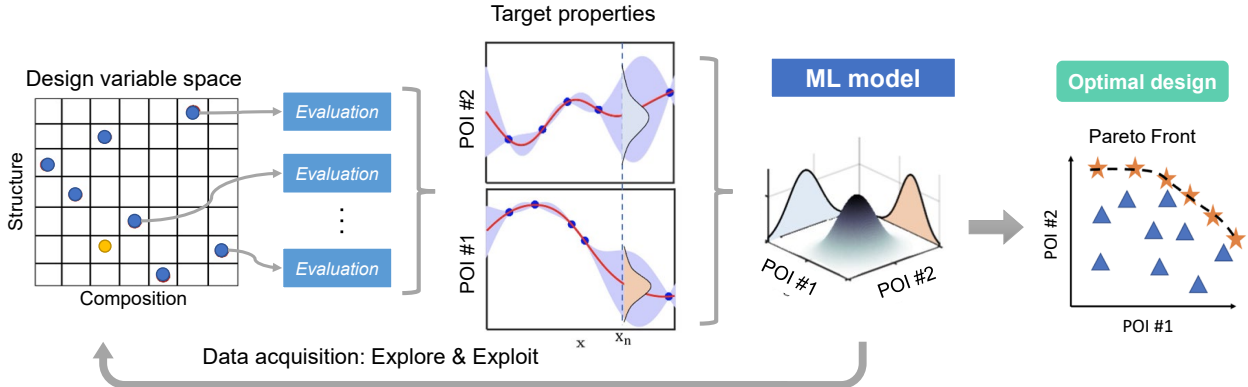 Target properties
Design variable space
Structure
Composition
Evaluation
Evaluation
Evaluation
POI #2
POI #1
x
xn
ML model
POI #1
POI #2
Optimal design
Pareto Front
POI #2
POI #1
Data acquisition: Explore & Exploit